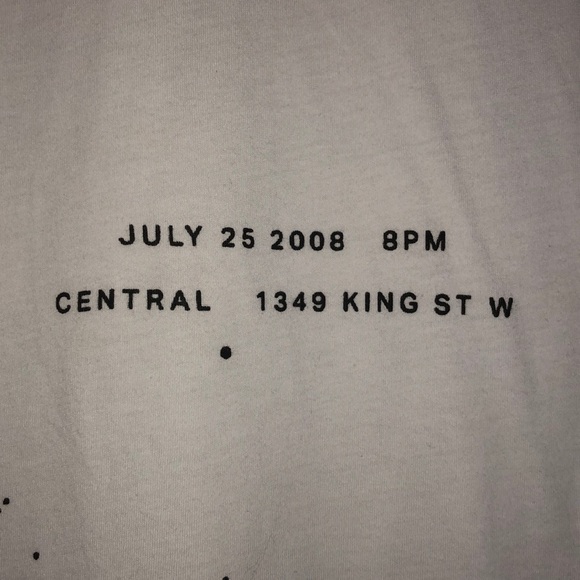 JULY 25 2008 8PM
CENTRAL 1349 KING ST W